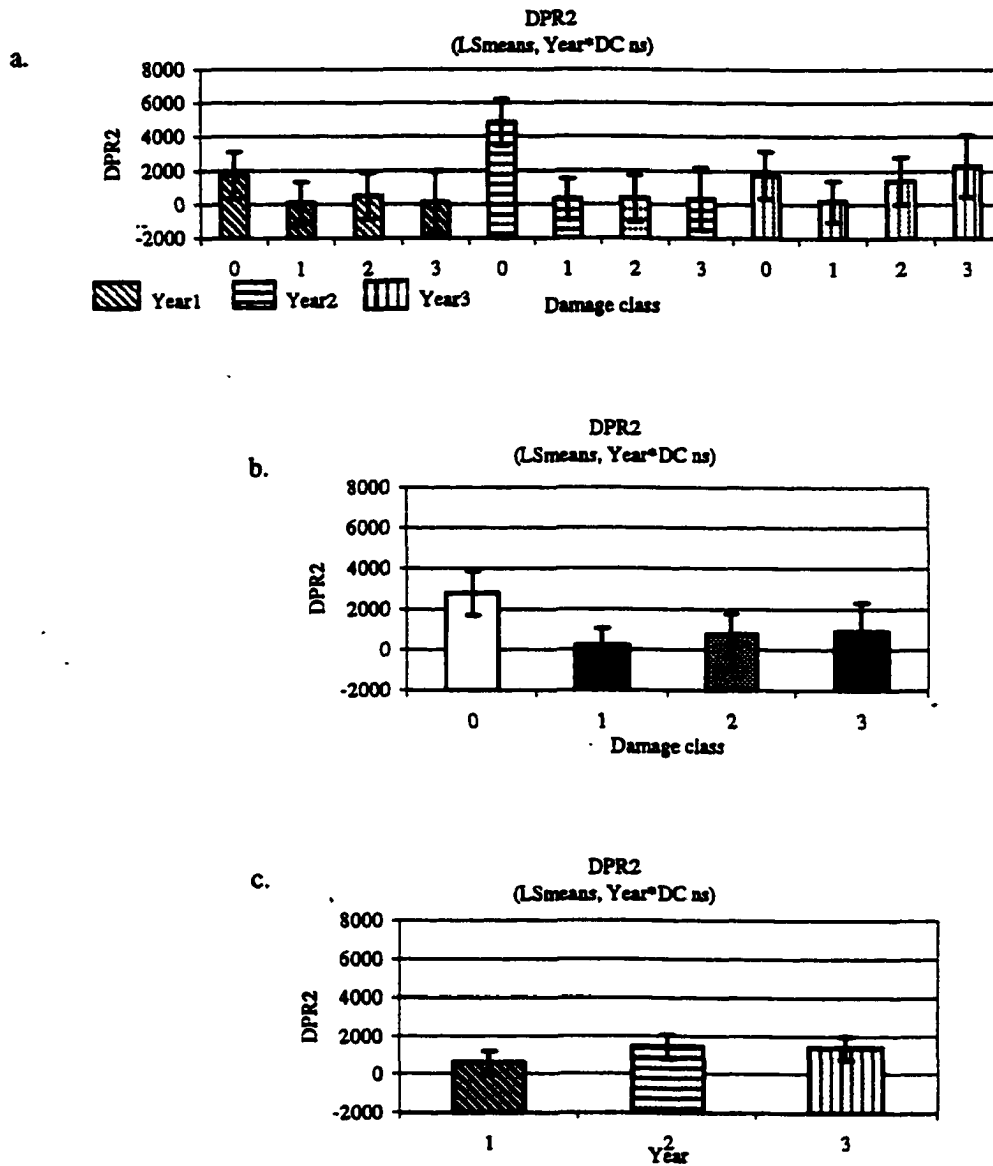 a.
DPR2
(LSmeans, Year*DC ns)
DPR2
8000
6000
4000
2000
0
-2000
0 1 2 3 0 1 2 3 0 1 2 3
Year1 Year2 Year3 Damage class
b.
DPR2
(LSmeans, Year*DC ns)
DPR2
8000
6000
4000
2000
0
-2000
0 1 2 3
Damage class
c.
DPR2
(LSmeans, Year*DC ns)
DPR2
8000
6000
4000
2000
0
-2000
1 2 3
Year